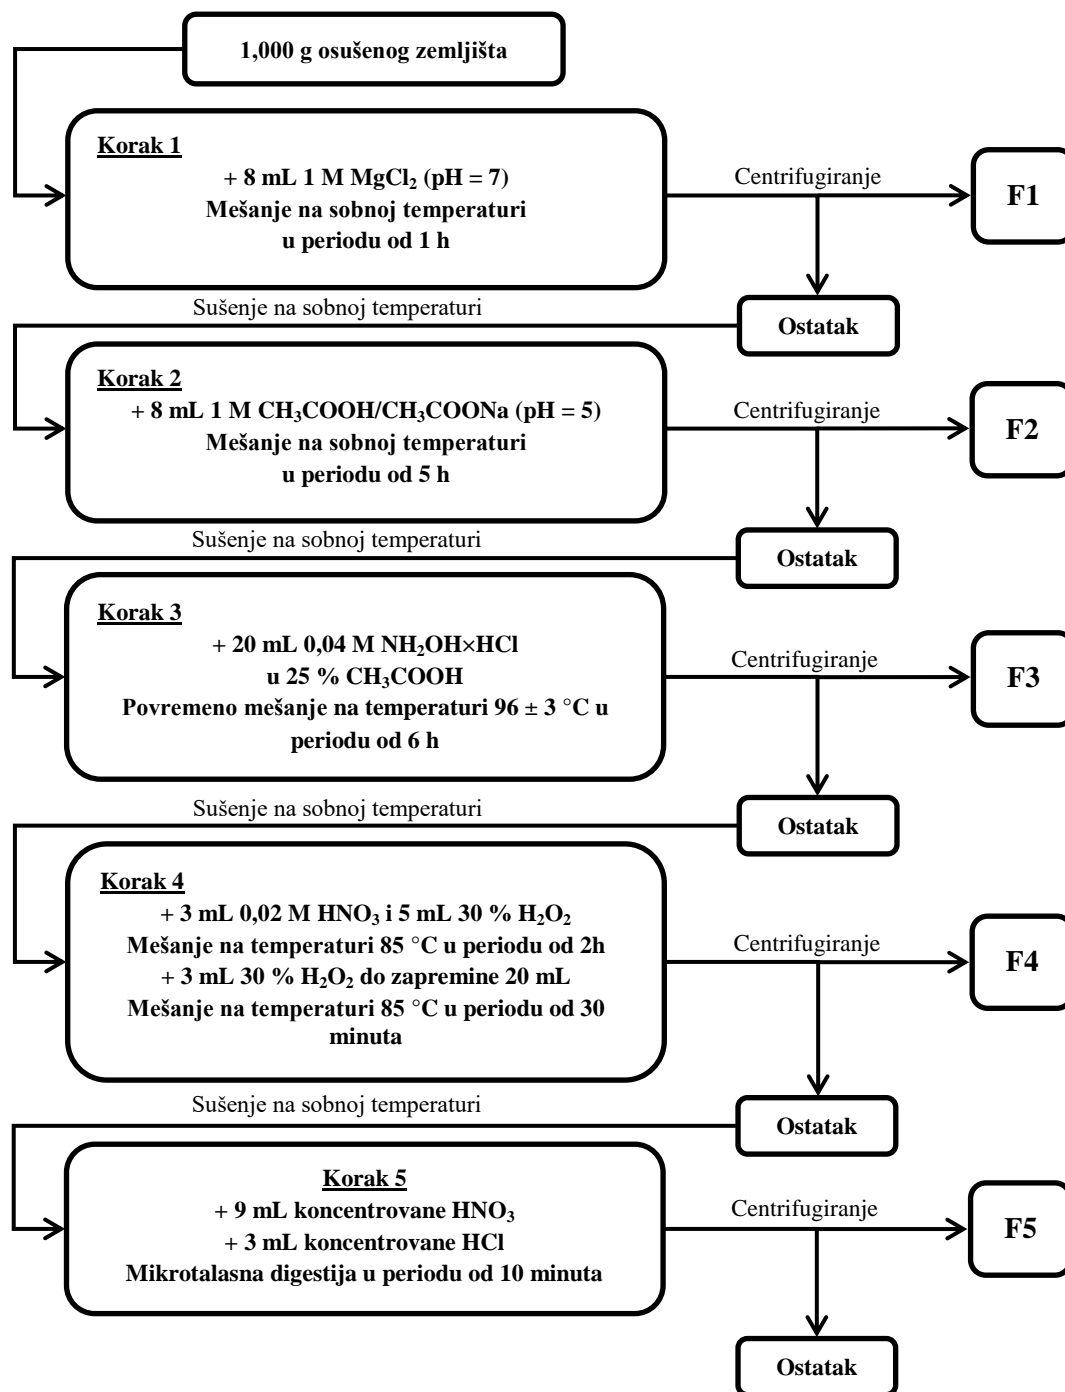 1,000 g osušenog zemljišta
Korak 1
+ 8 mL 1 M MgCl₂ (pH = 7)
Mešanje na sobnoj temperaturi
u periodu od 1 h
Centrifugiranje
F1
Ostatak
Sušenje na sobnoj temperaturi
Korak 2
+ 8 mL 1 M CH₃COOH/CH₃COONa (pH = 5)
Mešanje na sobnoj temperaturi
u periodu od 5 h
Centrifugiranje
F2
Ostatak
Sušenje na sobnoj temperaturi
Korak 3
+ 20 mL 0,04 M NH₂OH×HCl
u 25 % CH₃COOH
Povremeno mešanje na temperaturi 96 ± 3 °C u
periodu od 6 h
Centrifugiranje
F3
Ostatak
Sušenje na sobnoj temperaturi
Korak 4
+ 3 mL 0,02 M HNO₃ i 5 mL 30 % H₂O₂
Mešanje na temperaturi 85 °C u periodu od 2h
+ 3 mL 30 % H₂O₂ do zapremine 20 mL
Mešanje na temperaturi 85 °C u periodu od 30
minuta
Centrifugiranje
F4
Ostatak
Sušenje na sobnoj temperaturi
Korak 5
+ 9 mL koncentrovane HNO₃
+ 3 mL koncentrovane HCl
Mikrotalasna digestija u periodu od 10 minuta
Centrifugiranje
F5
Ostatak